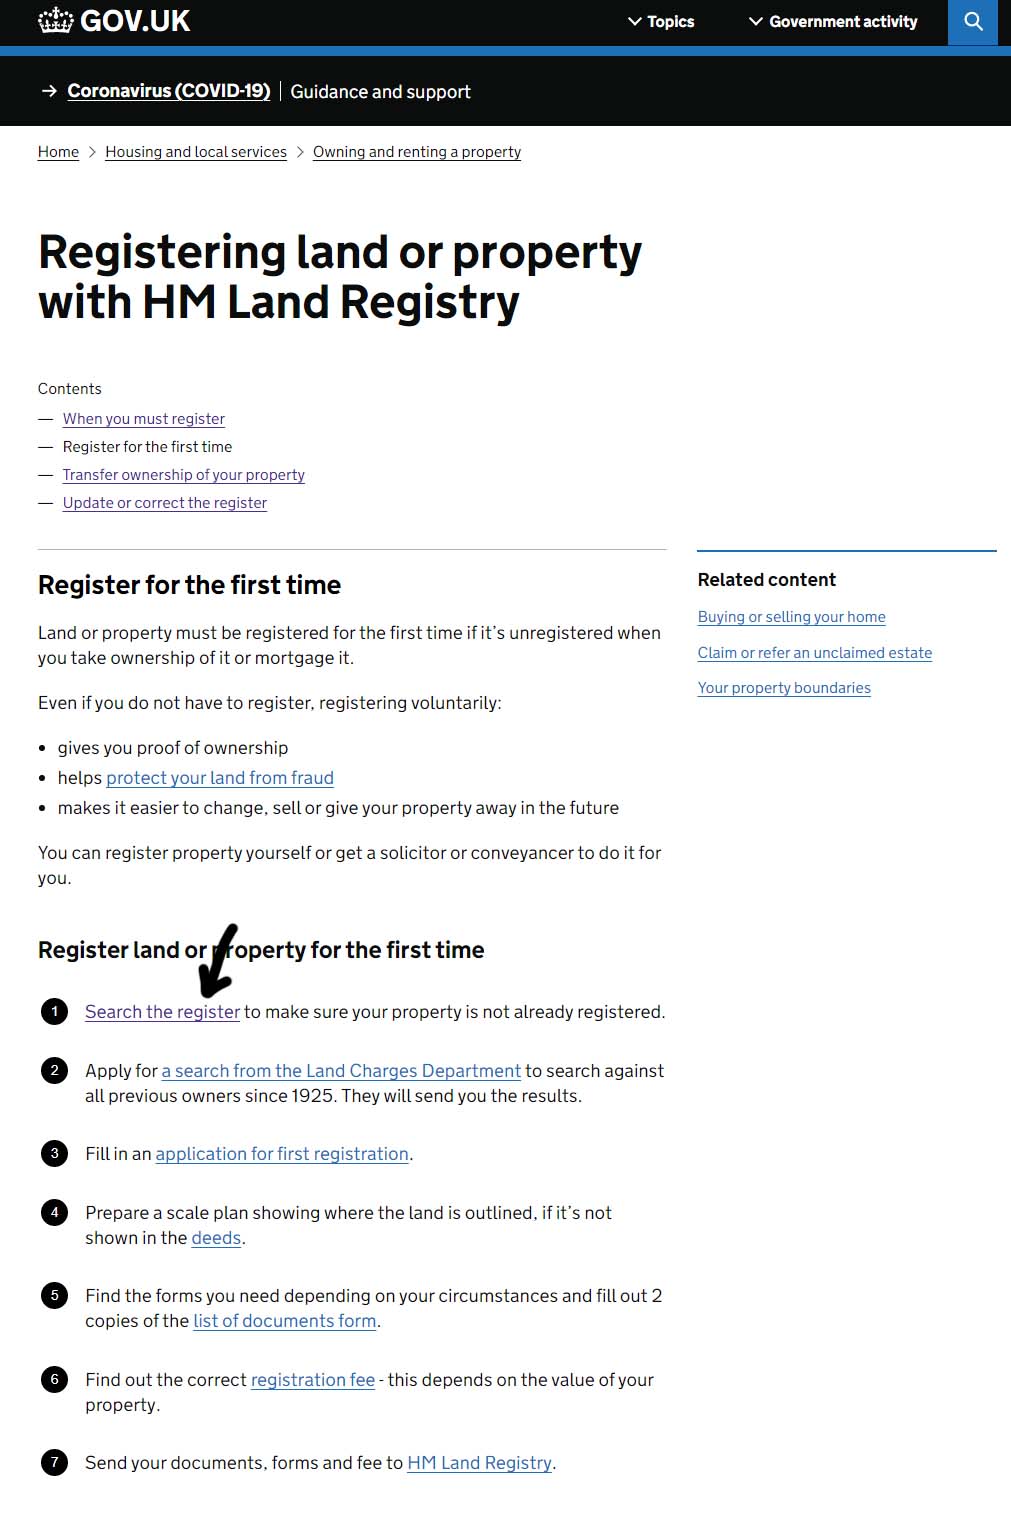 GOV.UK
Topics
Government activity
Coronavirus (COVID-19) | Guidance and support
Home > Housing and local services > Owning and renting a property
Registering land or property
with HM Land Registry
Contents
— When you must register
— Register for the first time
— Transfer ownership of your property
— Update or correct the register
Register for the first time
Land or property must be registered for the first time if it’s unregistered when
you take ownership of it or mortgage it.
Even if you do not have to register, registering voluntarily:
• gives you proof of ownership
• helps protect your land from fraud
• makes it easier to change, sell or give your property away in the future
You can register property yourself or get a solicitor or conveyancer to do it for
you.
Register land or property for the first time
1 Search the register to make sure your property is not already registered.
2 Apply for a search from the Land Charges Department to search against
all previous owners since 1925. They will send you the results.
3 Fill in an application for first registration.
4 Prepare a scale plan showing where the land is outlined, if it’s not
shown in the deeds.
5 Find the forms you need depending on your circumstances and fill out 2
copies of the list of documents form.
6 Find out the correct registration fee - this depends on the value of your
property.
7 Send your documents, forms and fee to HM Land Registry.
Related content
Buying or selling your home
Claim or refer an unclaimed estate
Your property boundaries